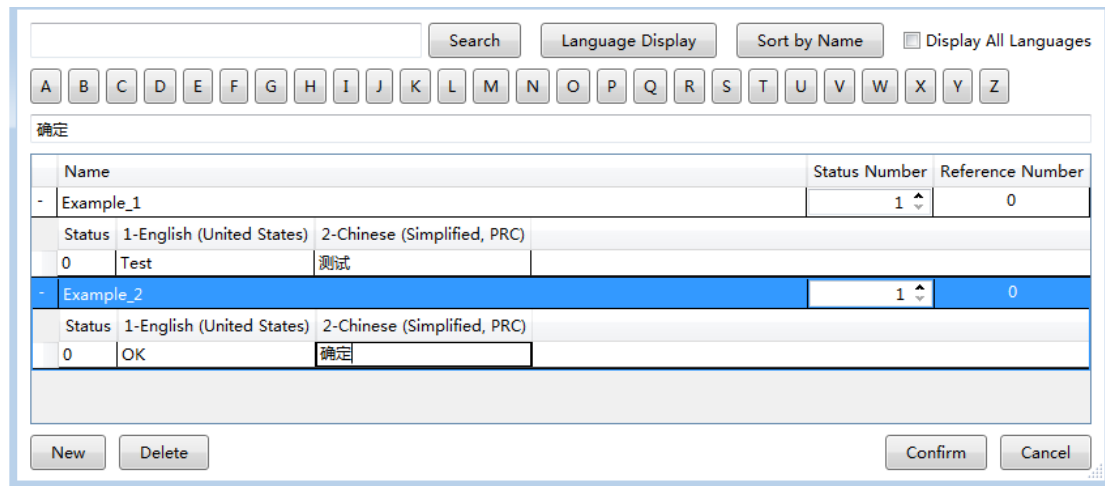 Search Language Display Sort by Name Display All Languages
A B C D E F G H I J K L M N O P Q R S T U V W X Y Z
确定
Name Status Number Reference Number
- Example_1 1 0
Status 1-English (United States) 2-Chinese (Simplified, PRC)
0 Test 测试
- Example_2 1 0
Status 1-English (United States) 2-Chinese (Simplified, PRC)
0 OK 确定
New Delete Confirm Cancel